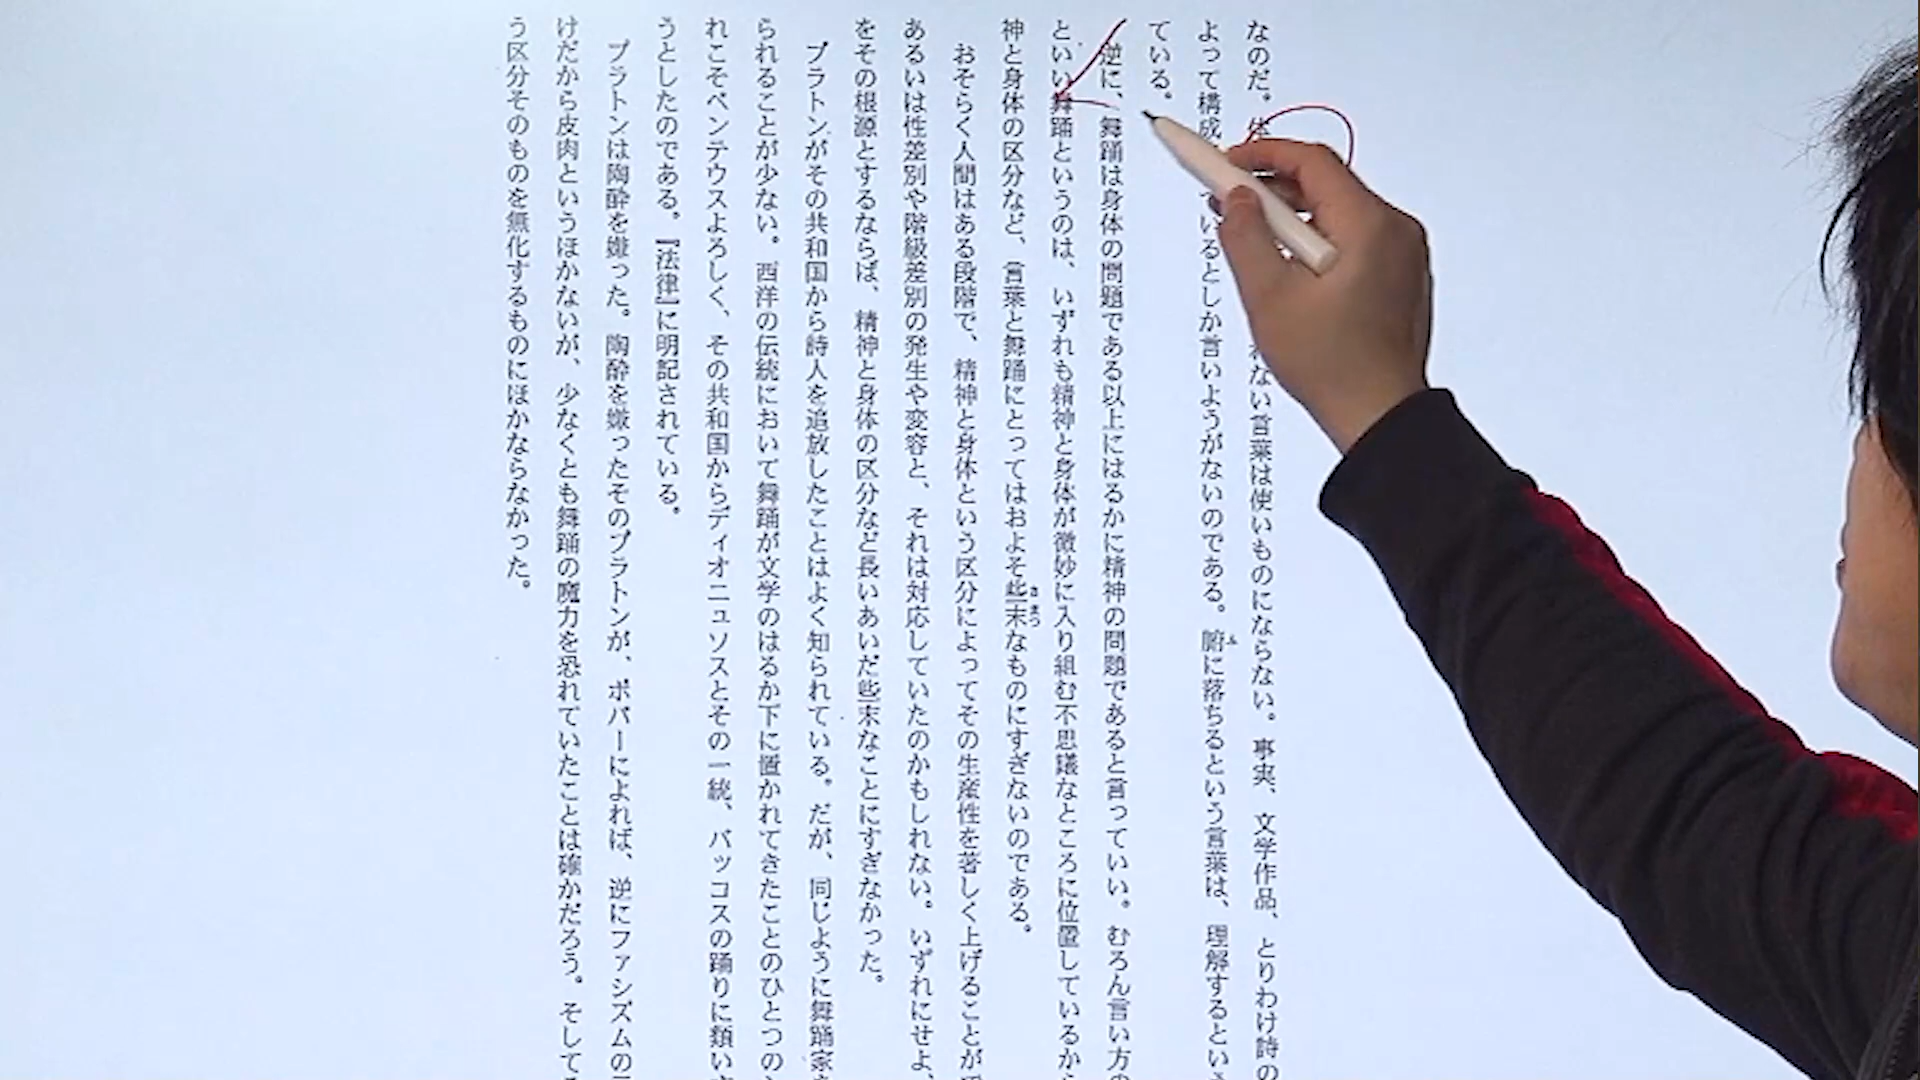 なのだ。体れない言葉は使いものにならない。事実、文学作品、とりわけ詩の
よって構成ているとしか言いようがないのである。腑に落ちるという言葉は、理解するとい
ている。
逆に、舞踊は身体の問題である以上にはるかに精神の問題であると言っていい。むろん言い方の
といい舞踊というのは、いずれも精神と身体が微妙に入り組む不思議なところに位置しているから
神と身体の区分など、言葉と舞踊にとってはおよそ些末なものにすぎないのである。
おそらく人間はある段階で、精神と身体という区分によってその生産性を著しく上げることが
あるいは性差別や階級差別の発生や変容と、それは対応していたのかもしれない。いずれにせよ、
をその根源とするならば、精神と身体の区分など長いあいだ些末なことにすぎなかった。
プラトンがその共和国から詩人を追放したことはよく知られている。だが、同じように舞踊家
られることが少ない。西洋の伝統において舞踊が文学のはるか下に置かれてきたことのひとつの
れこそペンテウスよろしく、その共和国からディオニュソスとその一統、バッコスの踊りに類い
うとしたのである。『法律』に明記されている。
プラトンは陶酔を嫌った。陶酔を嫌ったそのプラトンが、ポパーによれば、逆にファシズムの
けだから皮肉というほかないが、少なくとも舞踊の魔力を恐れていたことは確かだろう。そして
う区分そのものを無化するものにほかならなかった。